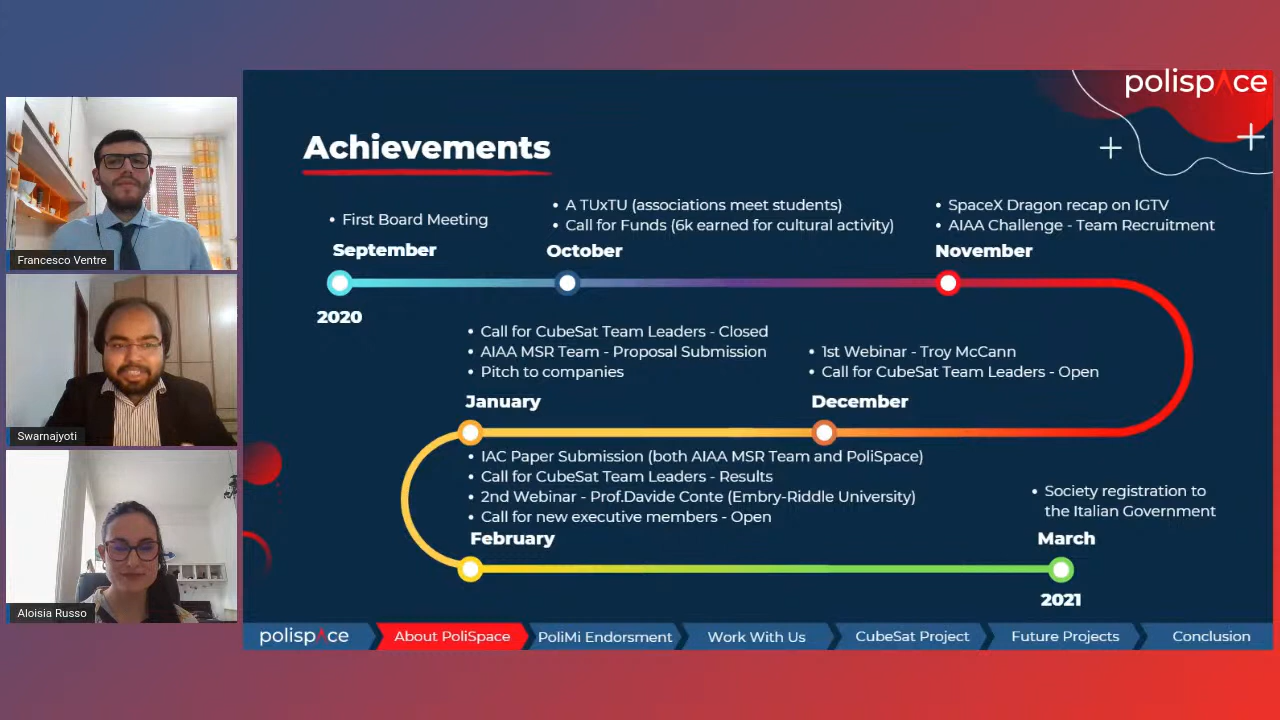 polispace
Achievements
• First Board Meeting
September
• A TUxTU (associations meet students)
• Call for Funds (6k earned for cultural activity)
October
• SpaceX Dragon recap on IGTV
• AIAA Challenge - Team Recruitment
November
2020
• Call for CubeSat Team Leaders - Closed
• AIAA MSR Team - Proposal Submission
• Pitch to companies
January
• 1st Webinar - Troy McCann
• Call for CubeSat Team Leaders - Open
December
• IAC Paper Submission (both AIAA MSR Team and PoliSpace)
• Call for CubeSat Team Leaders - Results
• 2nd Webinar - Prof.Davide Conte (Embry-Riddle University)
• Call for new executive members - Open
February
• Society registration to
the Italian Government
March
2021
polispace
About PoliSpace
PoliMi Endorsment
Work With Us
CubeSat Project
Future Projects
Conclusion
Francesco Ventre
Swarnajyoti
Aloisia Russo